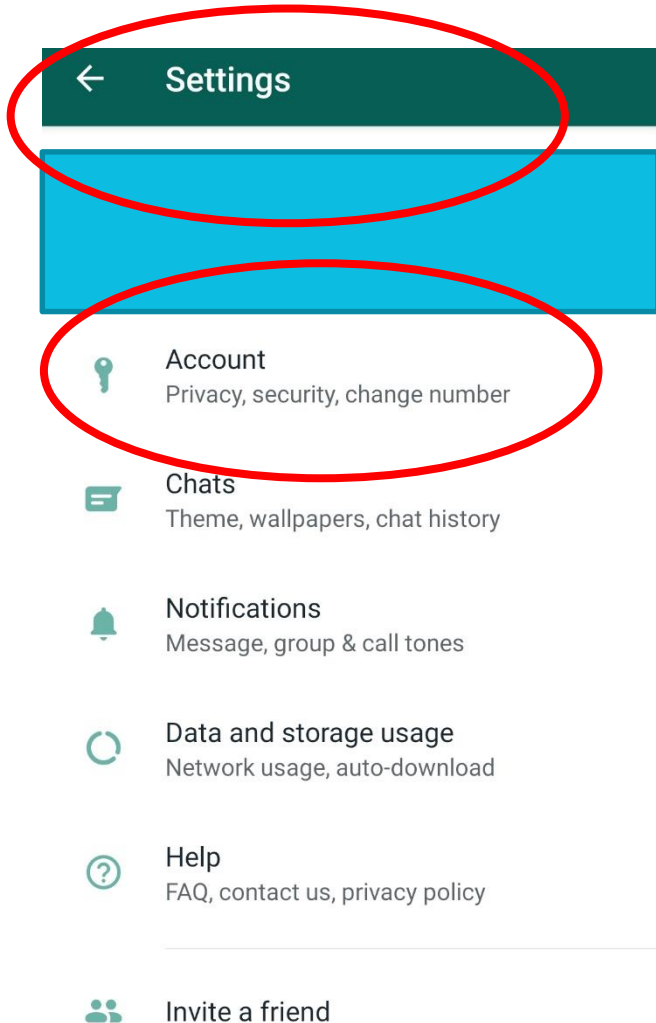 Settings
Account
Privacy, security, change number
Chats
Theme, wallpapers, chat history
Notifications
Message, group & call tones
Data and storage usage
Network usage, auto-download
Help
FAQ, contact us, privacy policy
Invite a friend